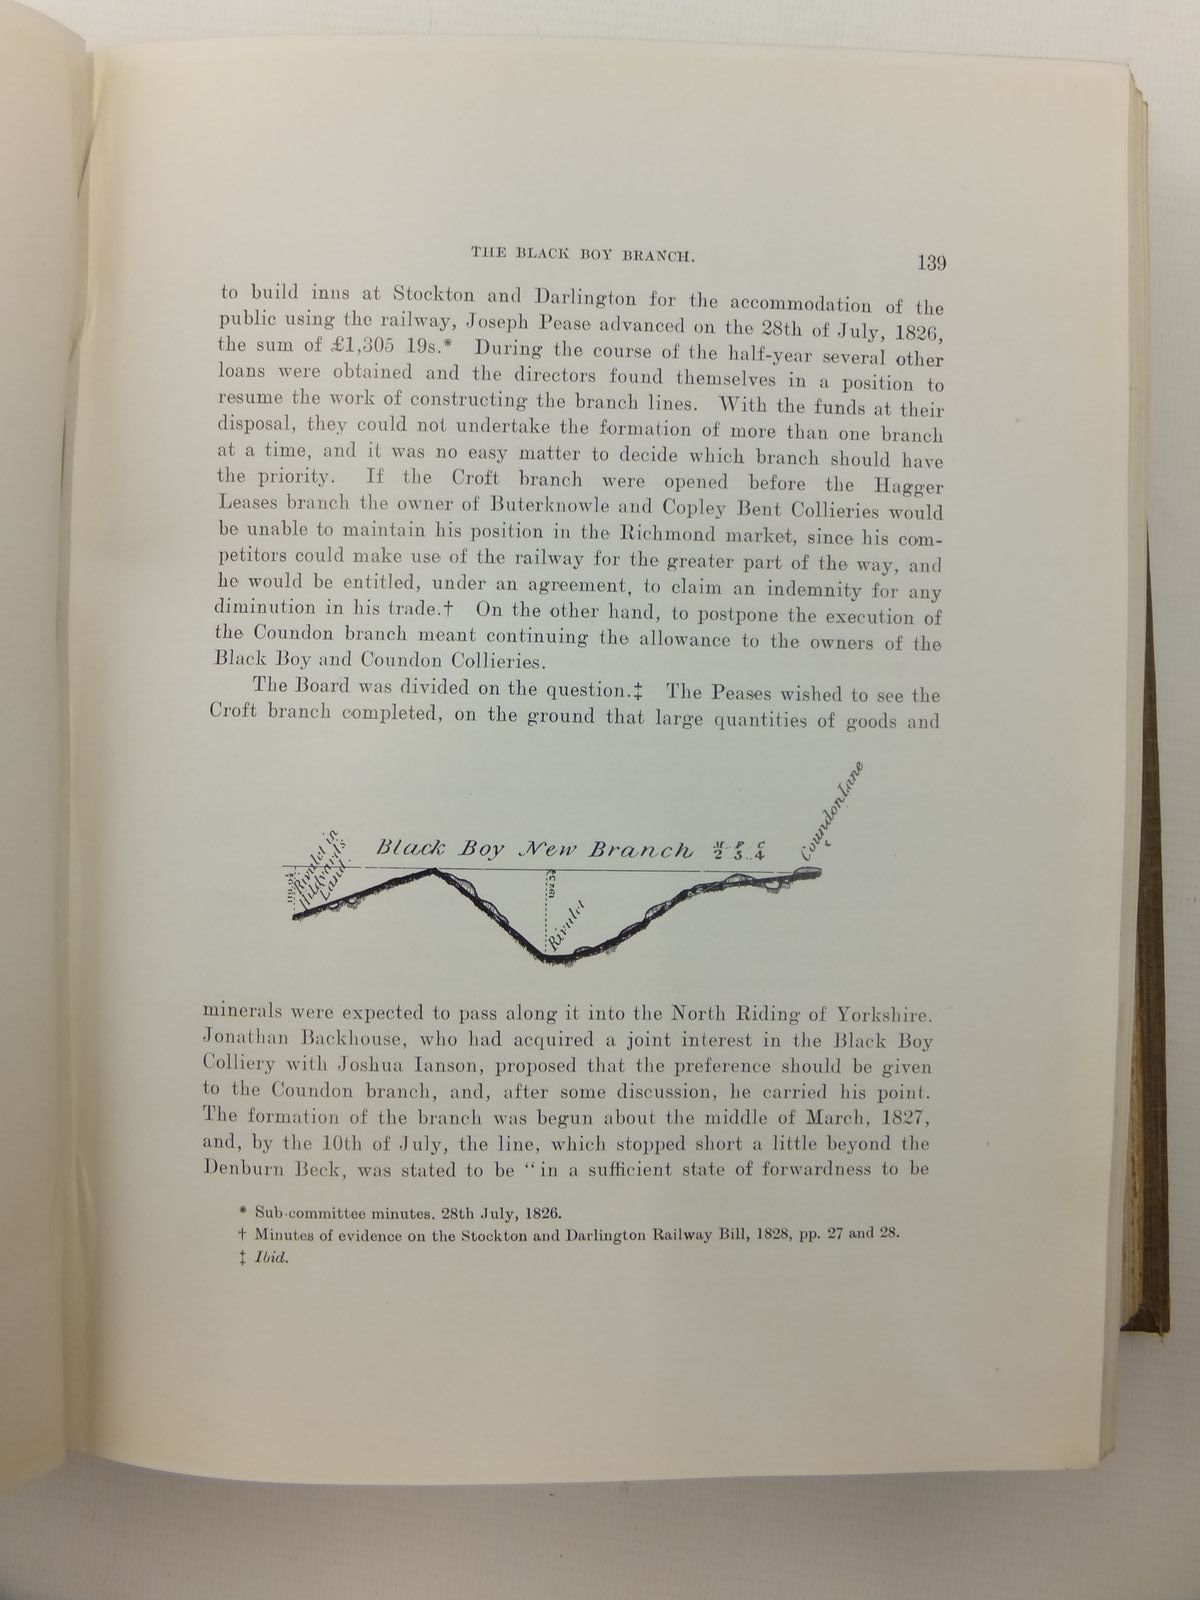 THE BLACK BOY BRANCH.
139
to build inns at Stockton and Darlington for the accommodation of the
public using the railway, Joseph Pease advanced on the 28th of July, 1826,
the sum of £1,305 19s.* During the course of the half-year several other
loans were obtained and the directors found themselves in a position to
resume the work of constructing the branch lines. With the funds at their
disposal, they could not undertake the formation of more than one branch
at a time, and it was no easy matter to decide which branch should have
the priority. If the Croft branch were opened before the Hagger
Leases branch the owner of Buterknowle and Copley Bent Collieries would
be unable to maintain his position in the Richmond market, since his com-
petitors could make use of the railway for the greater part of the way, and
he would be entitled, under an agreement, to claim an indemnity for any
diminution in his trade.† On the other hand, to postpone the execution of
the Coundon branch meant continuing the allowance to the owners of the
Black Boy and Coundon Collieries.
The Board was divided on the question.‡ The Peases wished to see the
Croft branch completed, on the ground that large quantities of goods and
Rivulet in
Hildyard's
Land
Black Boy New Branch
M. F. C
2 3..4
Coundon Lane
Rivulet
minerals were expected to pass along it into the North Riding of Yorkshire.
Jonathan Backhouse, who had acquired a joint interest in the Black Boy
Colliery with Joshua Ianson, proposed that the preference should be given
to the Coundon branch, and, after some discussion, he carried his point.
The formation of the branch was begun about the middle of March, 1827,
and, by the 10th of July, the line, which stopped short a little beyond the
Denburn Beck, was stated to be “in a sufficient state of forwardness to be
* Sub-committee minutes, 28th July, 1826.
† Minutes of evidence on the Stockton and Darlington Railway Bill, 1828, pp. 27 and 28.
‡ Ibid.